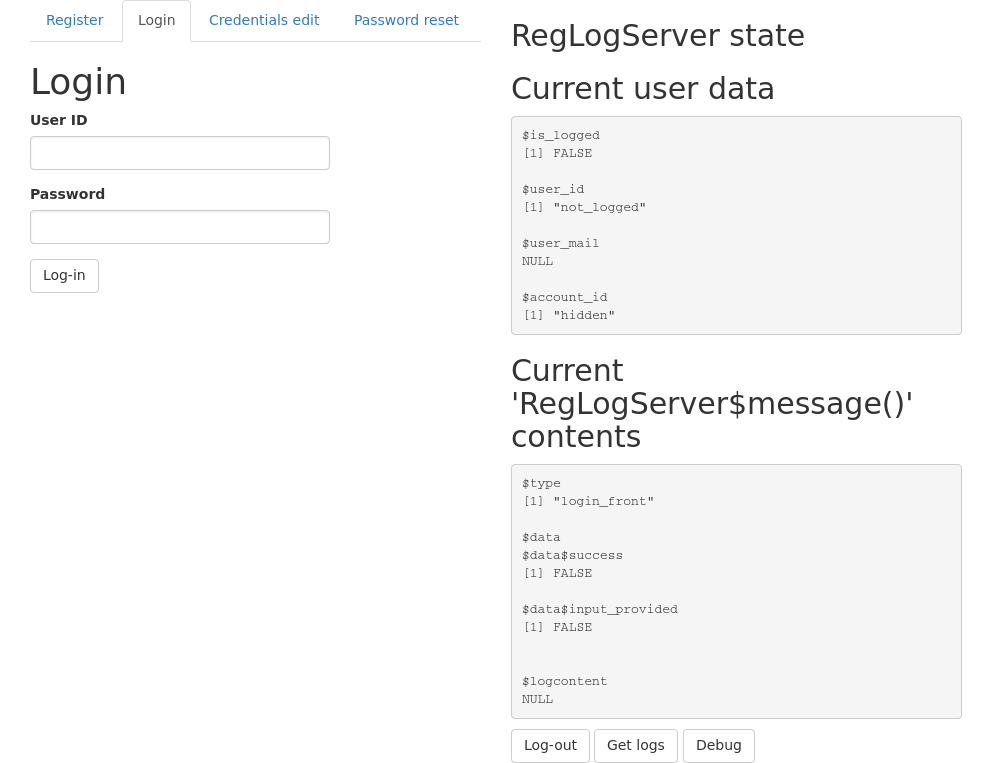 Register Login Credentials edit Password reset
Login
User ID
Password
Log-in
RegLogServer state
Current user data
$is_logged
[1] FALSE
$user_id
[1] "not_logged"
$user_mail
NULL
$account_id
[1] "hidden"
Current
'RegLogServer$message()'
contents
$type
[1] "login_front"
$data
$data$success
[1] FALSE
$data$input_provided
[1] FALSE
$logcontent
NULL
Log-out Get logs Debug